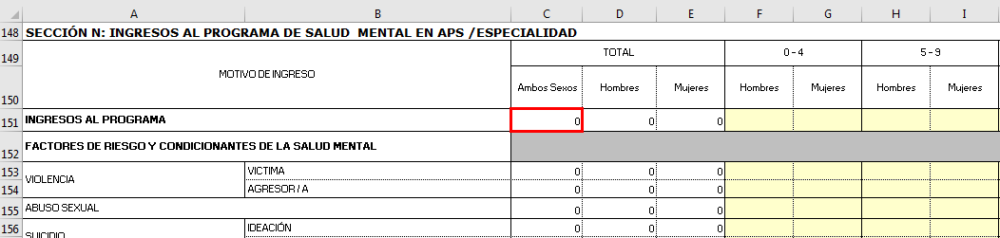 A B C D E F G H I
148 SECCIÓN N: INGRESOS AL PROGRAMA DE SALUD MENTAL EN APS /ESPECIALIDAD
149 MOTIVO DE INGRESO TOTAL 0 - 4 5 - 9
150 Ambos Sexos Hombres Mujeres Hombres Mujeres Hombres Mujeres
151 INGRESOS AL PROGRAMA 0 0 0
152 FACTORES DE RIESGO Y CONDICIONANTES DE LA SALUD MENTAL
153 VIOLENCIA VICTIMA 0 0 0
154 AGRESOR / A 0 0 0
155 ABUSO SEXUAL 0 0 0
156 SUICIDIO IDEACIÓN 0 0 0